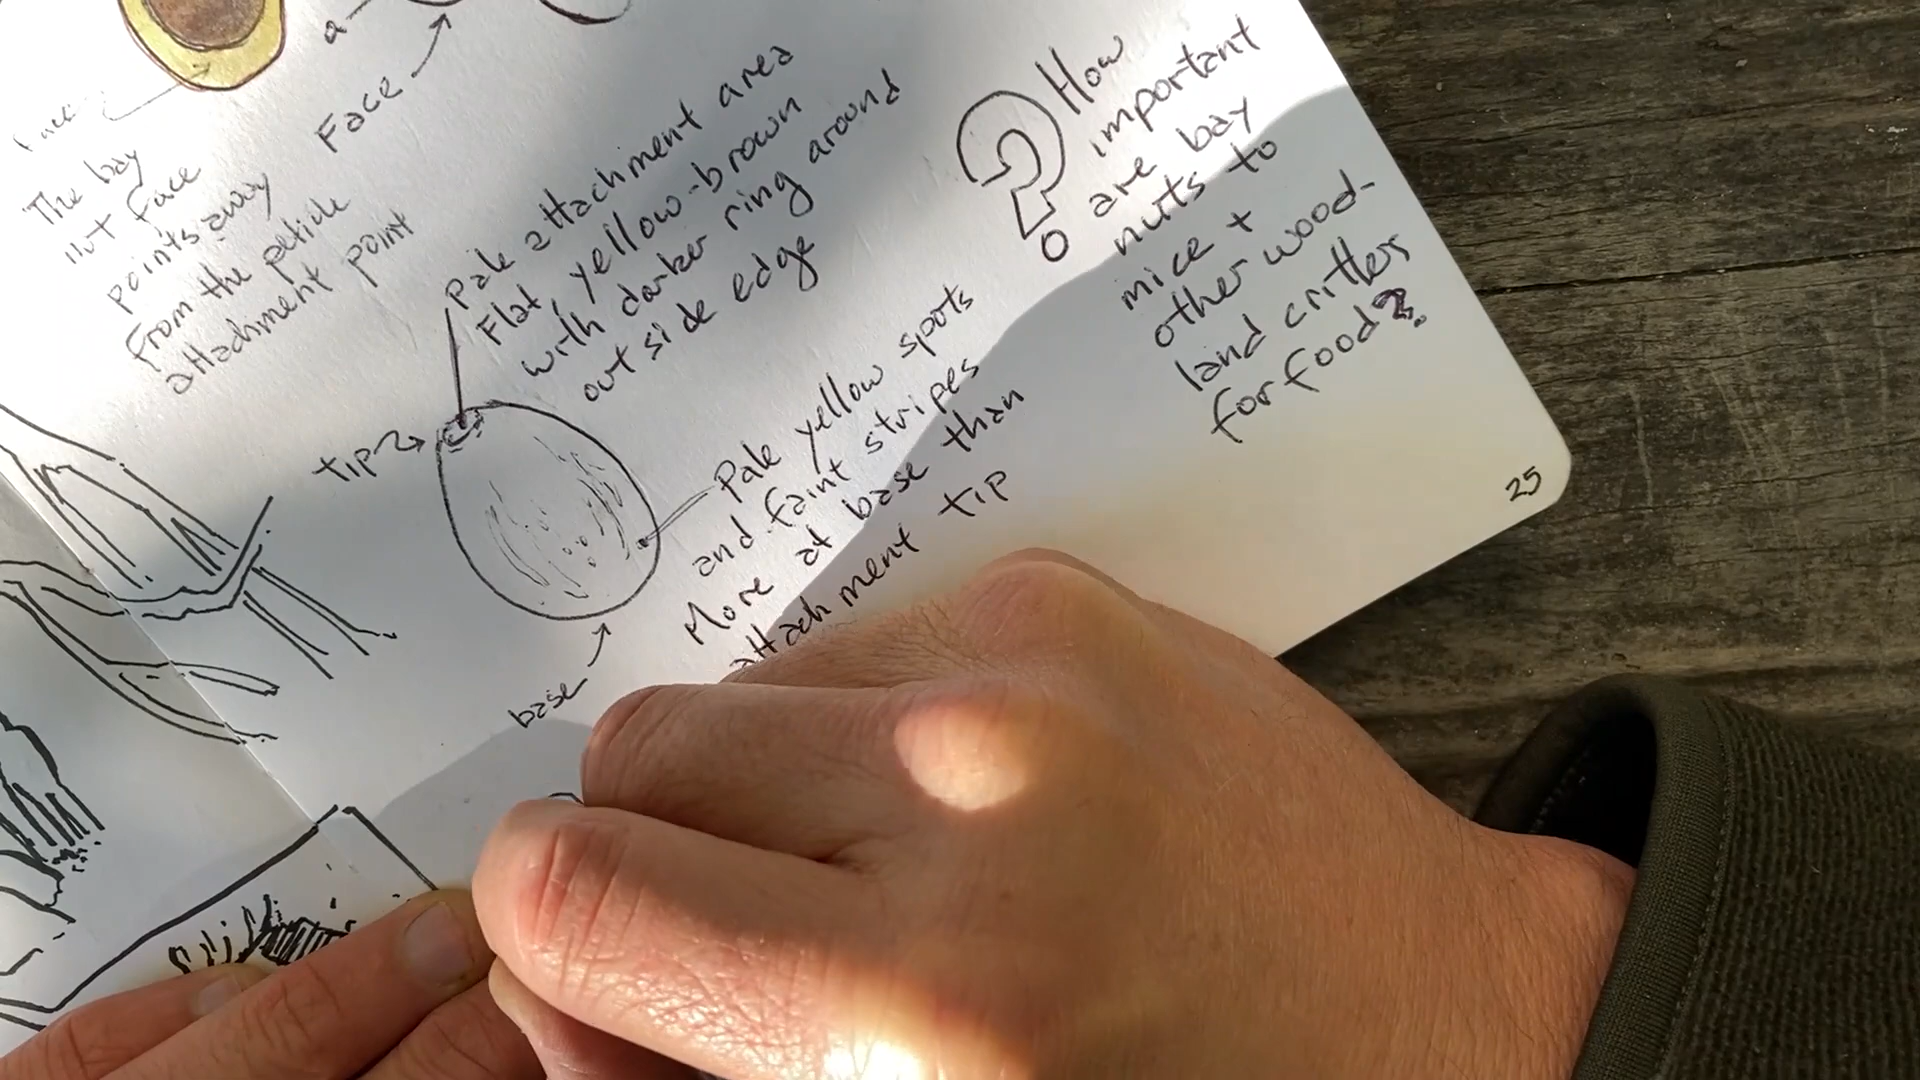 a
Face
The bay
nut face
points away
from the petiole
attachment point
Pale attachment area
Flat, yellow-brown
with darker ring around
outside edge
tip
Pale yellow spots
and faint stripes
More at base than
attachment tip
base
How
important
are bay
nuts to
mice +
other wood-
land critters
for food?
25